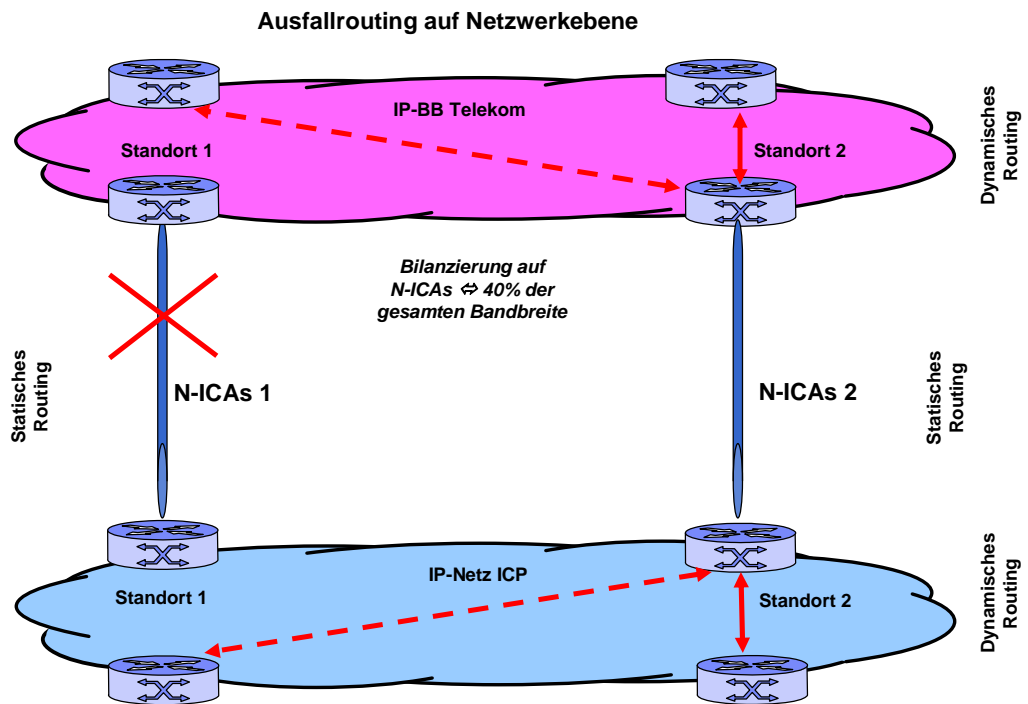 Ausfallrouting auf Netzwerkebene
IP-BB Telekom
Standort 1
Standort 2
Dynamisches
Routing
Bilanzierung auf
N-ICAs ⬄ 40% der
gesamten Bandbreite
Statisches
Routing
N-ICAs 1
N-ICAs 2
Statisches
Routing
IP-Netz ICP
Standort 1
Standort 2
Dynamisches
Routing